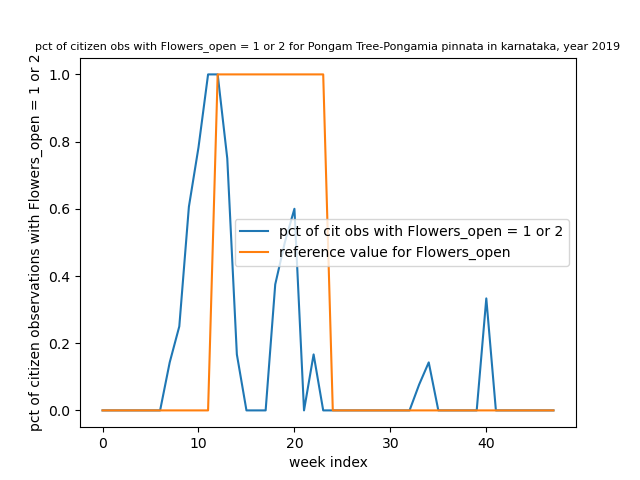 pct of citizen obs with Flowers_open = 1 or 2 for Pongam Tree-Pongamia pinnata in karnataka, year 2019
pct of citizen observations with Flowers_open = 1 or 2
1.0
0.8
0.6
0.4
0.2
0.0
pct of cit obs with Flowers_open = 1 or 2
reference value for Flowers_open
0 10 20 30 40
week index